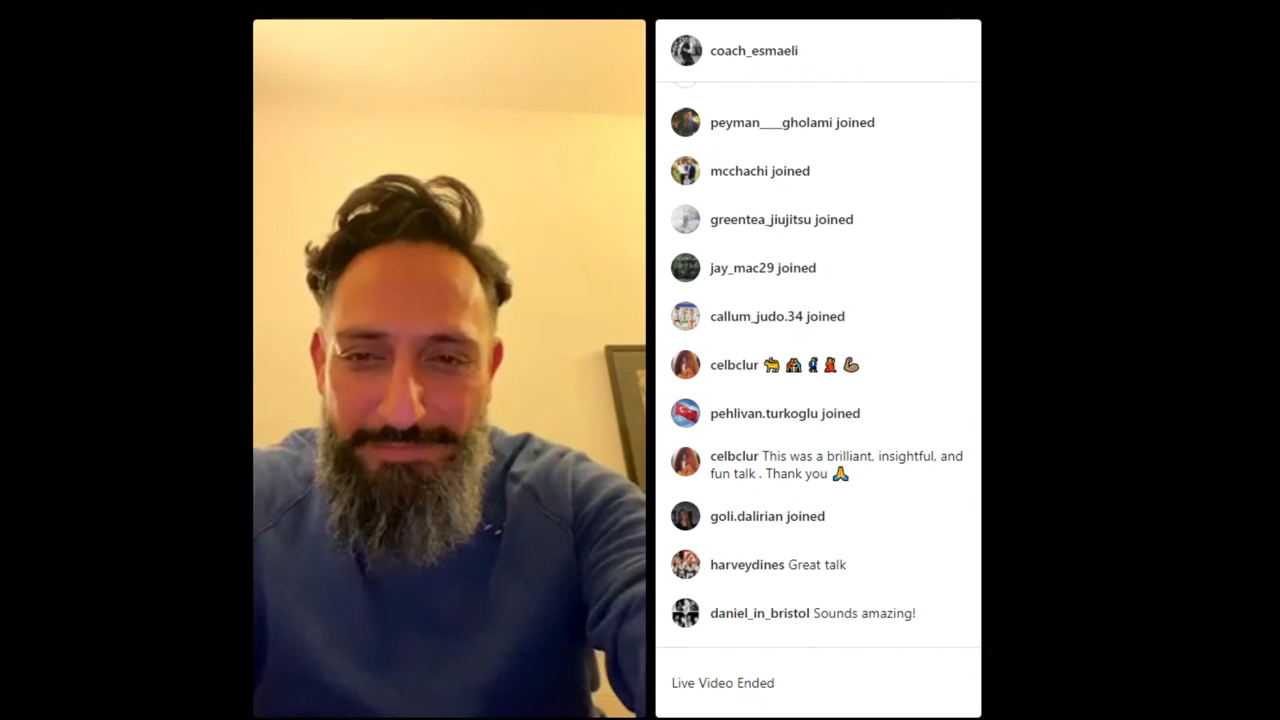 coach_esmaeli
peyman____gholami joined
mcchachi joined
greentea_jiujitsu joined
jay_mac29 joined
callum_judo.34 joined
celbclur 🐅 👫 🕴 💃 💪🏽
pehlivan.turkoglu joined
celbclur This was a brilliant, insightful, and
fun talk . Thank you 🙏
goli.dalirian joined
harveydines Great talk
daniel_in_bristol Sounds amazing!
Live Video Ended